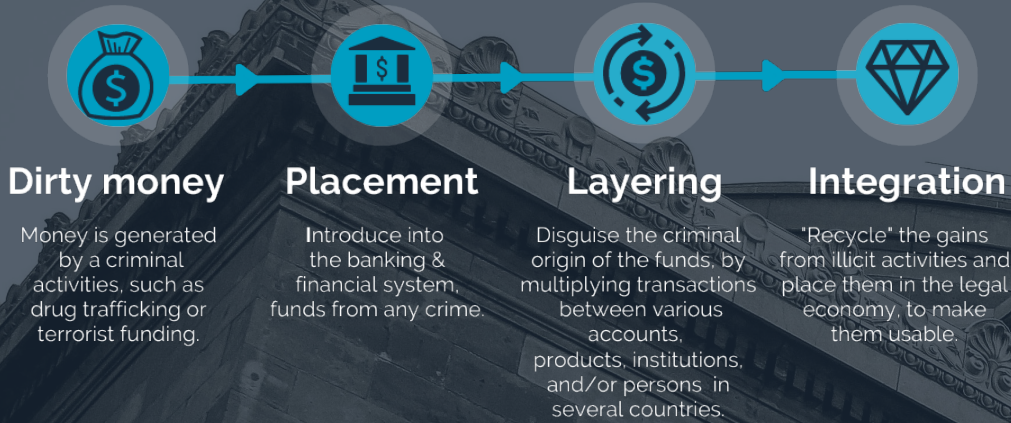 Dirty money
Money is generated
by a criminal
activities, such as
drug trafficking or
terrorist funding.
Placement
Introduce into
the banking &
financial system,
funds from any crime.
Layering
Disguise the criminal
origin of the funds, by
multiplying transactions
between various
accounts,
products, institutions,
and/or persons in
several countries.
Integration
"Recycle" the gains
from illicit activities and
place them in the legal
economy, to make
them usable.